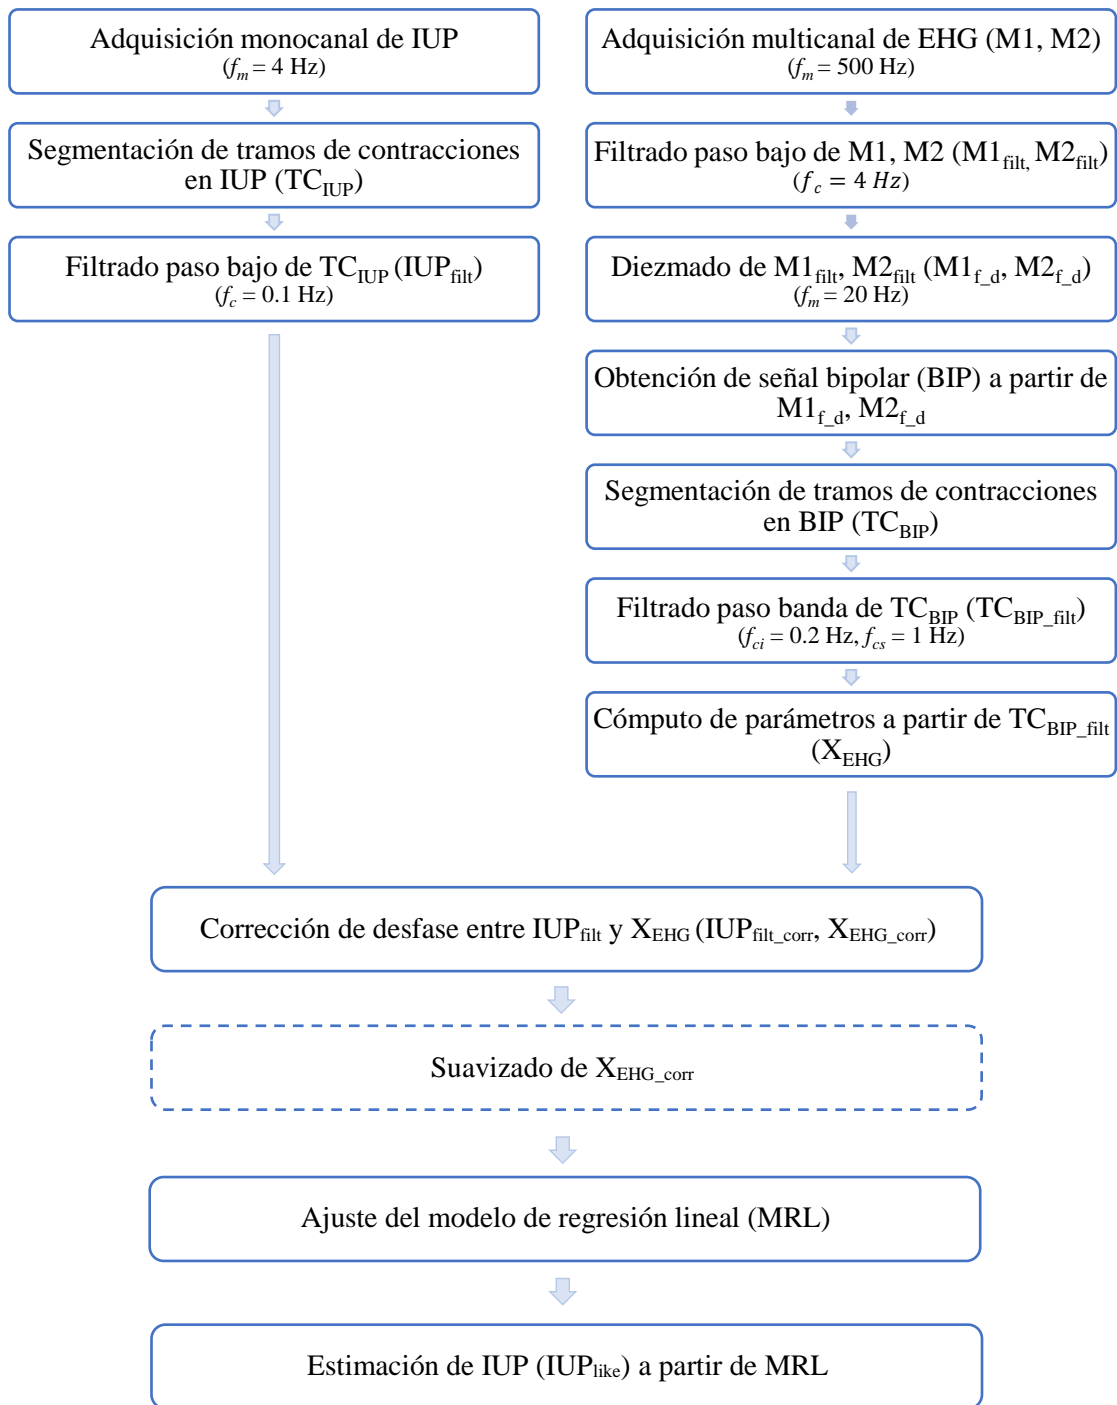 Adquisición monocanal de IUP
(fm = 4 Hz)
Segmentación de tramos de contracciones
en IUP (TCIUP)
Filtrado paso bajo de TCIUP (IUPfilt)
(fc = 0.1 Hz)
Adquisición multicanal de EHG (M1, M2)
(fm = 500 Hz)
Filtrado paso bajo de M1, M2 (M1filt, M2filt)
(fc = 4 Hz)
Diezmado de M1filt, M2filt (M1f_d, M2f_d)
(fm = 20 Hz)
Obtención de señal bipolar (BIP) a partir de
M1f_d, M2f_d
Segmentación de tramos de contracciones
en BIP (TCBIP)
Filtrado paso banda de TCBIP (TCBIP_filt)
(fci = 0.2 Hz, fcs = 1 Hz)
Cómputo de parámetros a partir de TCBIP_filt
(XEHG)
Corrección de desfase entre IUPfilt y XEHG (IUPfilt_corr, XEHG_corr)
Suavizado de XEHG_corr
Ajuste del modelo de regresión lineal (MRL)
Estimación de IUP (IUPlike) a partir de MRL